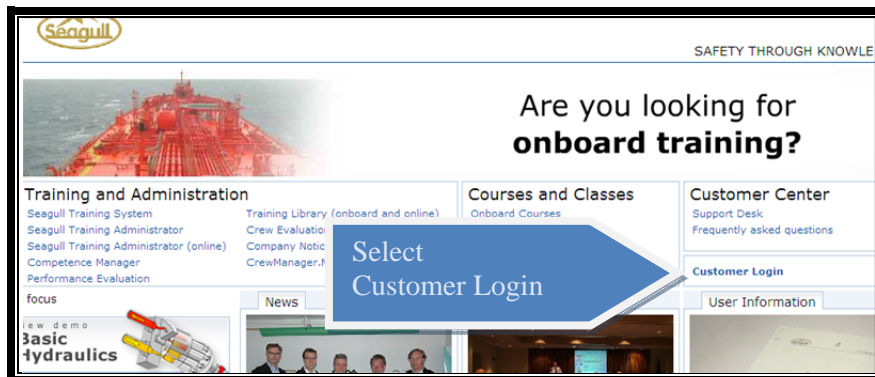 Seagull
SAFETY THROUGH KNOWLE
Are you looking for
onboard training?
Training and Administration
Seagull Training System
Seagull Training Administrator
Seagull Training Administrator (online)
Competence Manager
Performance Evaluation
Training Library (onboard and online)
Crew Evaluation
Company Notic
CrewManager.N
Courses and Classes
Onboard Courses
Customer Center
Support Desk
Frequently asked questions
Customer Login
Select
Customer Login
focus
New demo
Basic
Hydraulics
News
User Information